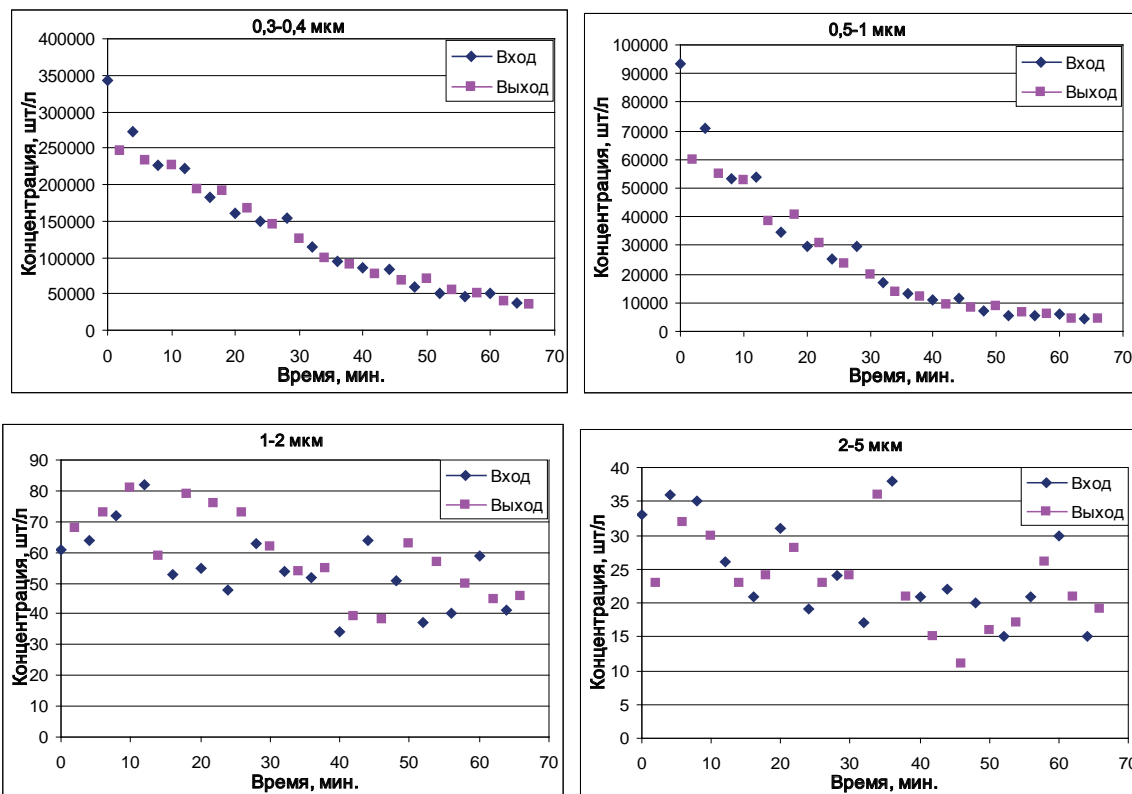 0,3-0,4 мкм
400000
350000
300000
250000
200000
150000
100000
50000
0
0 10 20 30 40 50 60 70
Концентрация, шт/л
Время, мин.
Вход
Выход
0,5-1 мкм
100000
90000
80000
70000
60000
50000
40000
30000
20000
10000
0
0 10 20 30 40 50 60 70
Концентрация, шт/л
Время, мин.
Вход
Выход
1-2 мкм
90
80
70
60
50
40
30
20
10
0
0 10 20 30 40 50 60 70
Концентрация, шт/л
Время, мин.
Вход
Выход
2-5 мкм
40
35
30
25
20
15
10
5
0
0 10 20 30 40 50 60 70
Концентрация, шт/л
Время, мин.
Вход
Выход